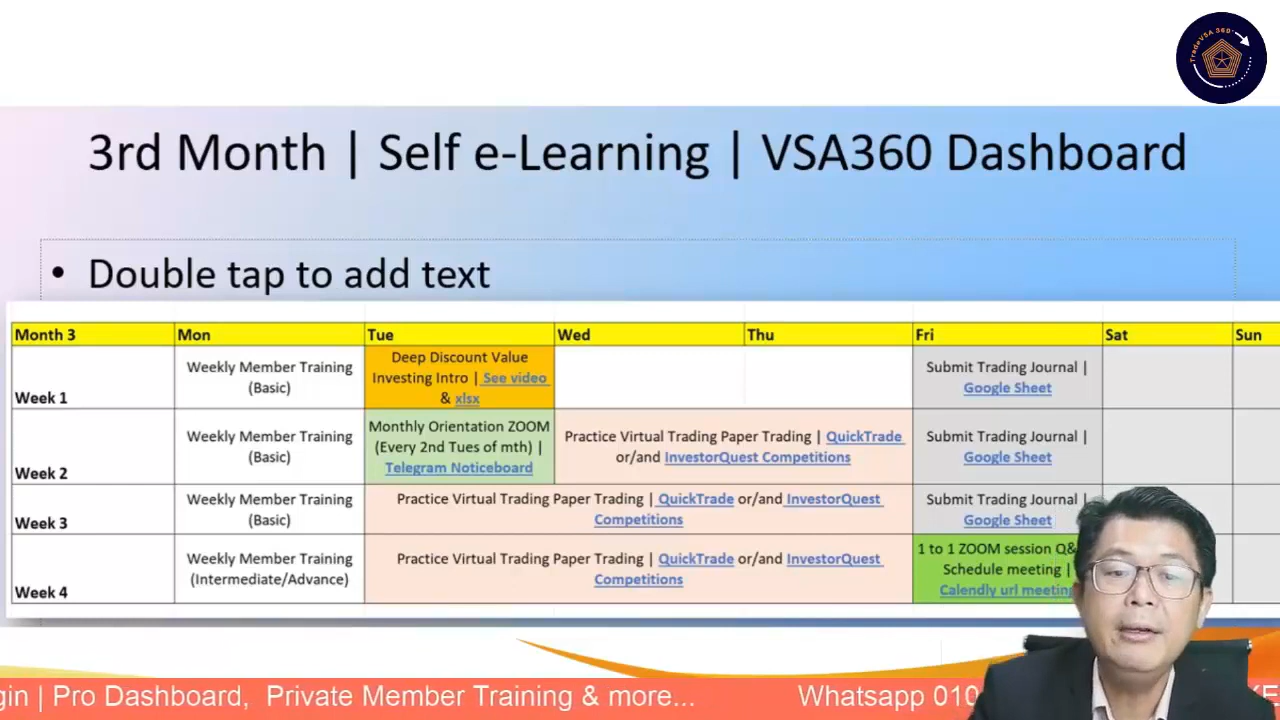 TradeVSA 360°
3rd Month | Self e-Learning | VSA360 Dashboard
• Double tap to add text
Month 3 Mon Tue Wed Thu Fri Sat Sun
Week 1
Weekly Member Training
(Basic)
Deep Discount Value
Investing Intro | See video
& xlsx
Submit Trading Journal |
Google Sheet
Week 2
Weekly Member Training
(Basic)
Monthly Orientation ZOOM
(Every 2nd Tues of mth) |
Telegram Noticeboard
Practice Virtual Trading Paper Trading | QuickTrade
or/and InvestorQuest Competitions
Submit Trading Journal |
Google Sheet
Week 3
Weekly Member Training
(Basic)
Practice Virtual Trading Paper Trading | QuickTrade or/and InvestorQuest
Competitions
Submit Trading Journal |
Google Sheet
Week 4
Weekly Member Training
(Intermediate/Advance)
Practice Virtual Trading Paper Trading | QuickTrade or/and InvestorQuest
Competitions
1 to 1 ZOOM session Q&
Schedule meeting |
Calendly url meeting
gin | Pro Dashboard, Private Member Training & more... Whatsapp 010